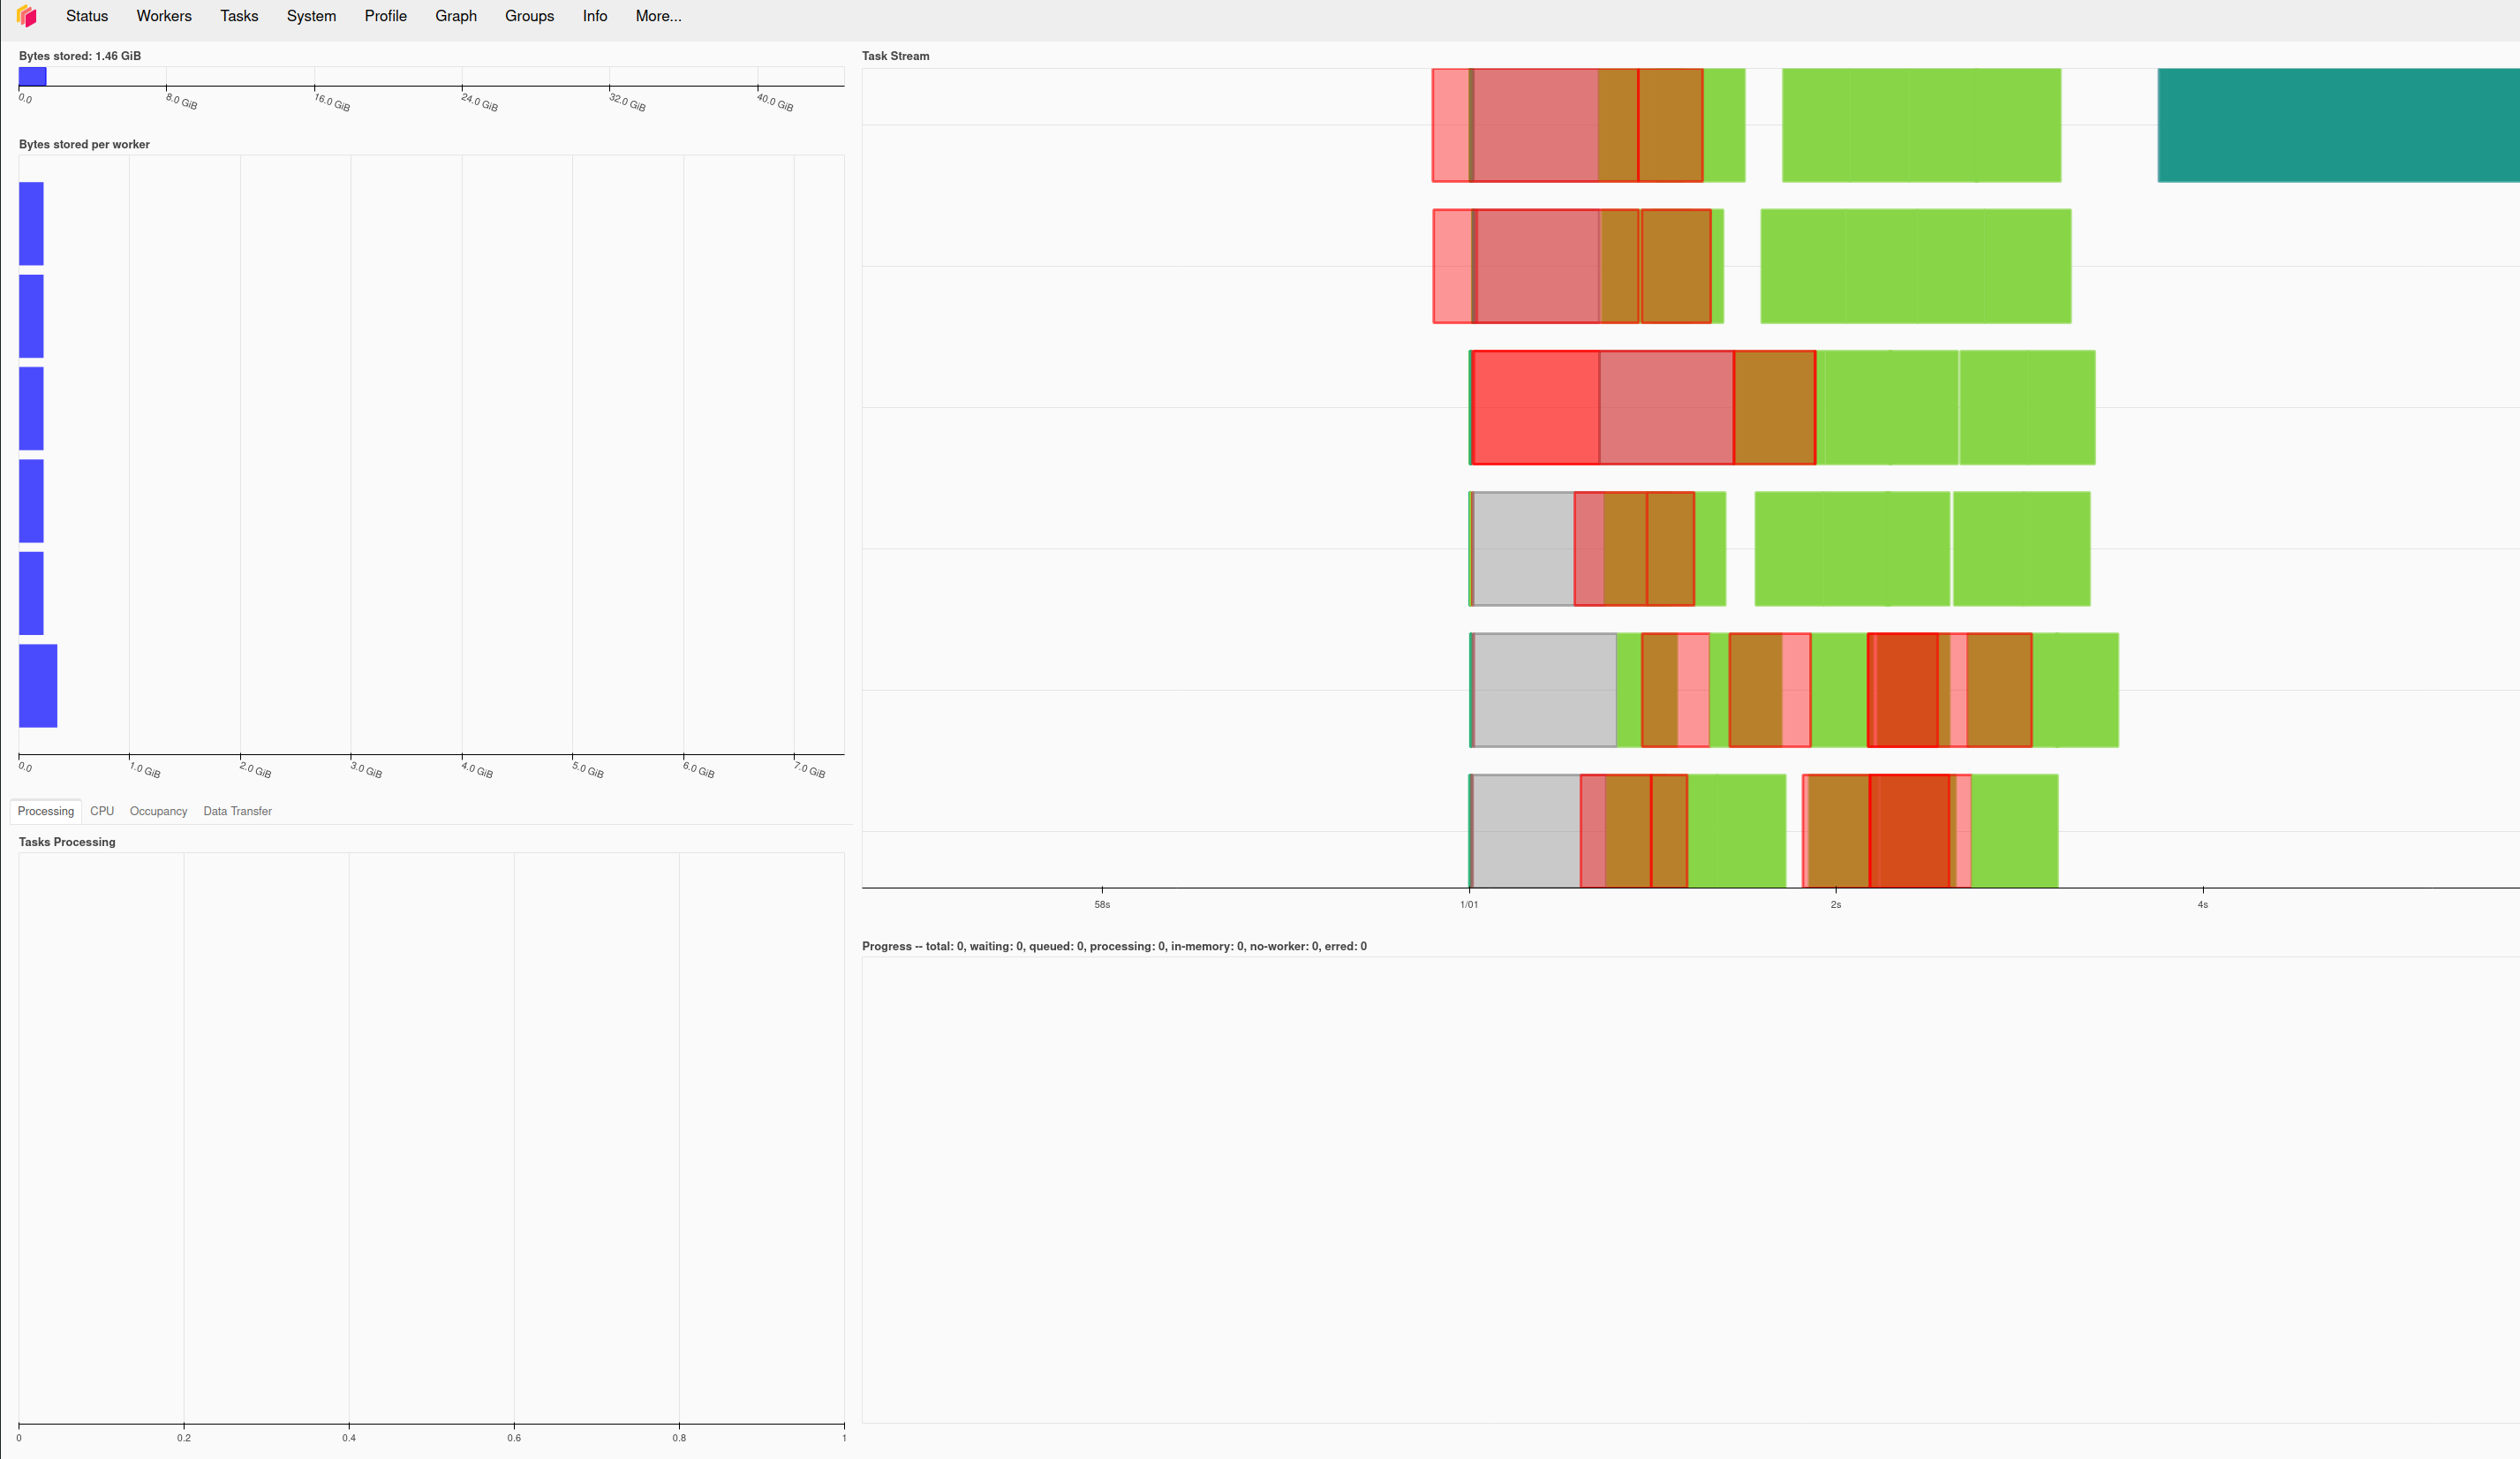 Status Workers Tasks System Profile Graph Groups Info More...
Bytes stored: 1.46 GiB
0.0 8.0 GiB 16.0 GiB 24.0 GiB 32.0 GiB 40.0 GiB
Bytes stored per worker
0.0 1.0 GiB 2.0 GiB 3.0 GiB 4.0 GiB 5.0 GiB 6.0 GiB 7.0 GiB
Processing CPU Occupancy Data Transfer
Tasks Processing
0 0.2 0.4 0.6 0.8 1
Task Stream
58s 1/01 2s 4s
Progress -- total: 0, waiting: 0, queued: 0, processing: 0, in-memory: 0, no-worker: 0, erred: 0